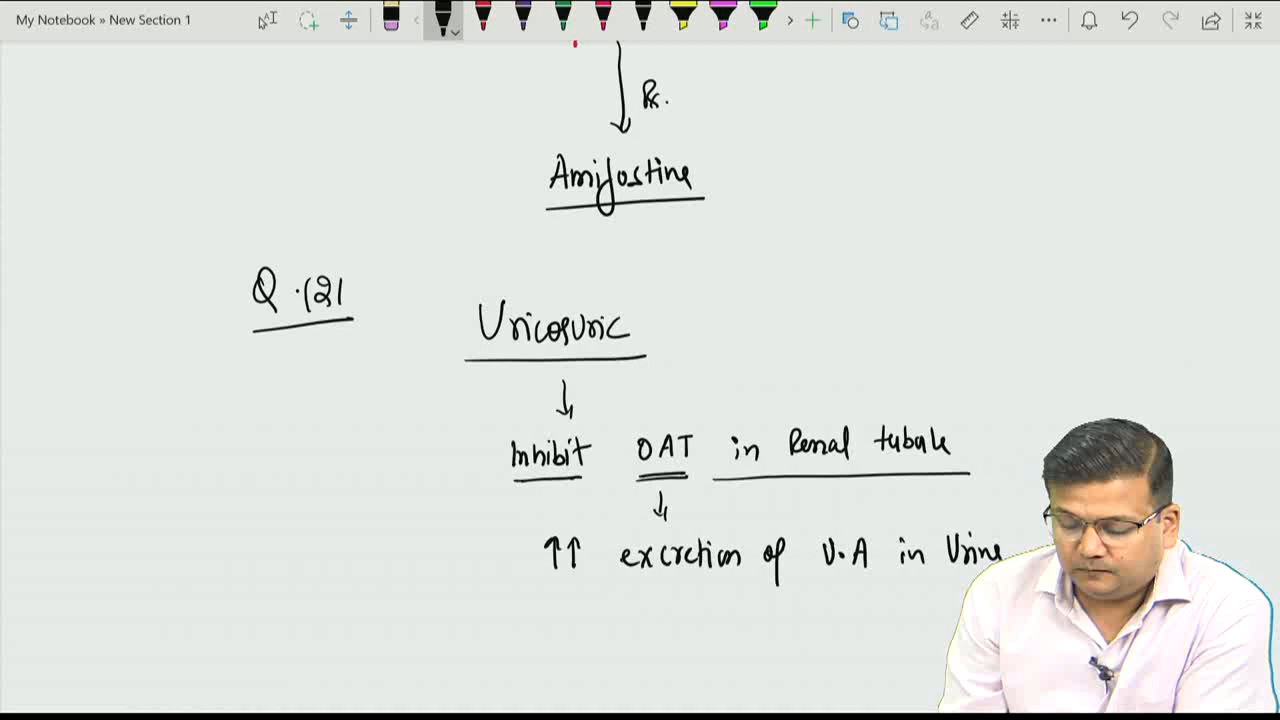 My Notebook » New Section 1
Rx.
Amifostine
Q.121
Uricosuric
Inhibit OAT in Renal tubule
↑↑ excretion of U.A in Urine